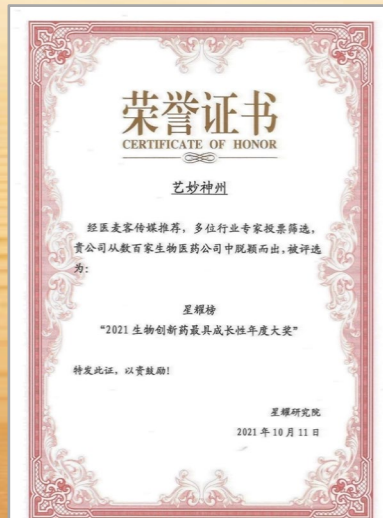 荣誉证书
CERTIFICATE OF HONOR
艺妙神州
经医麦客传媒推荐，多位行业专家投票筛选，
贵公司从数百家生物医药公司中脱颖而出，被评选
为：
星耀榜
“2021 生物创新药最具成长性年度大奖”
特发此证，以资鼓励！
星耀研究院
2021 年 10 月 11 日